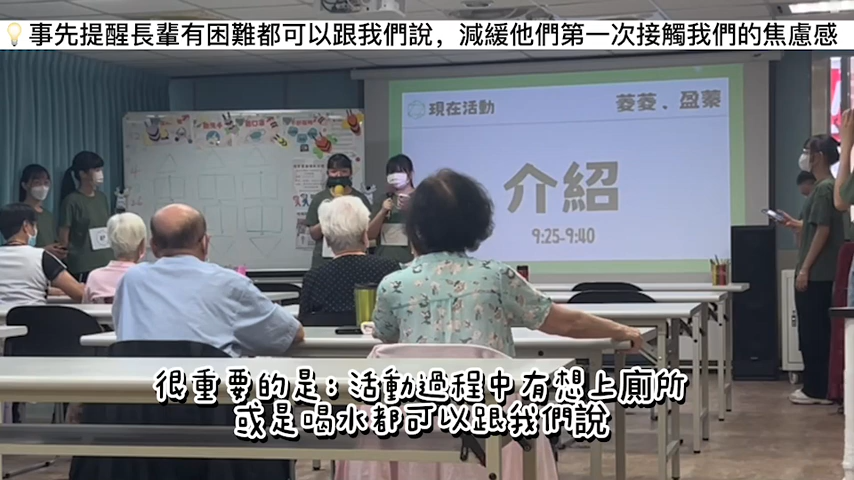 💡事先提醒長輩有困難都可以跟我們說，減緩他們第一次接觸我們的焦慮感
現在活動
菱菱、盈蓁
介紹
9:25-9:40
很重要的是：活動過程中有想上廁所
或是喝水都可以跟我們說